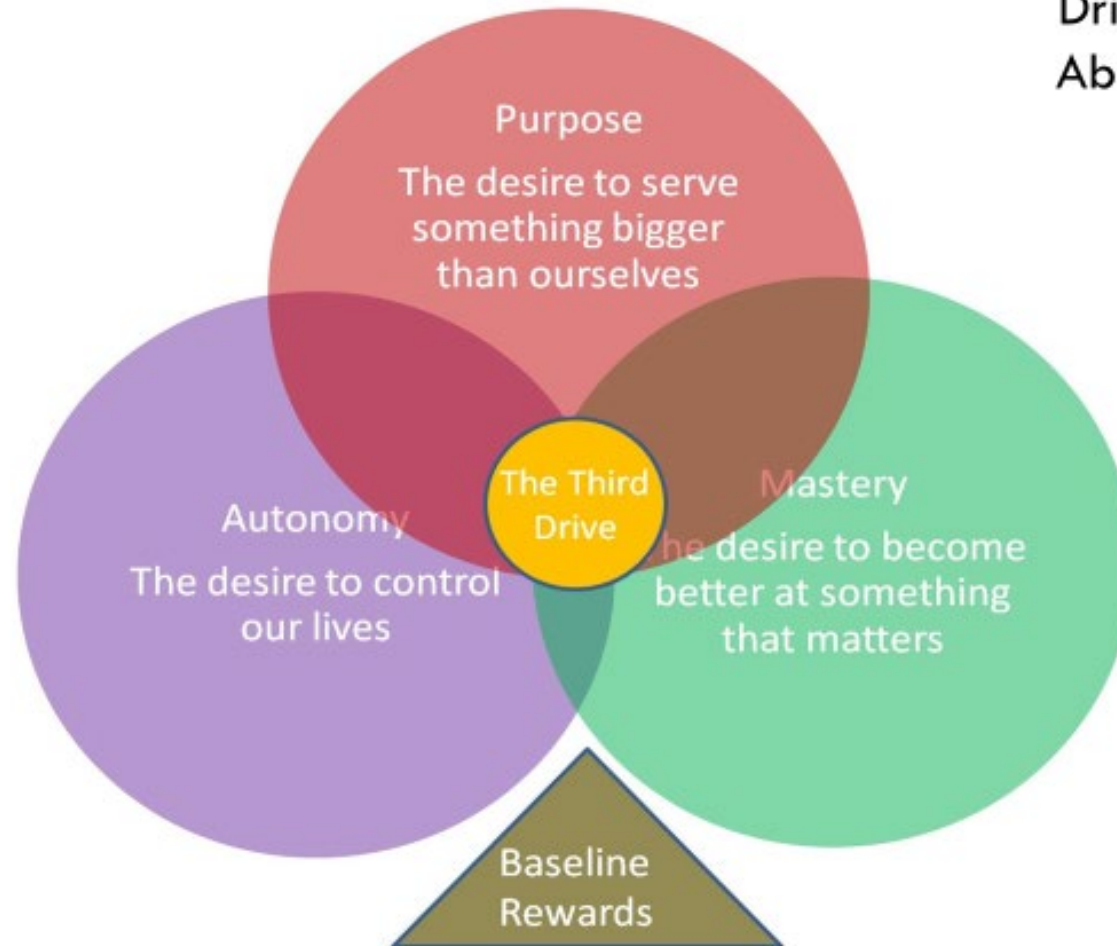 Purpose
The desire to serve
something bigger
than ourselves
The Third
Drive
Autonomy
The desire to control
our lives
Mastery
The desire to become
better at something
that matters
Baseline
Rewards